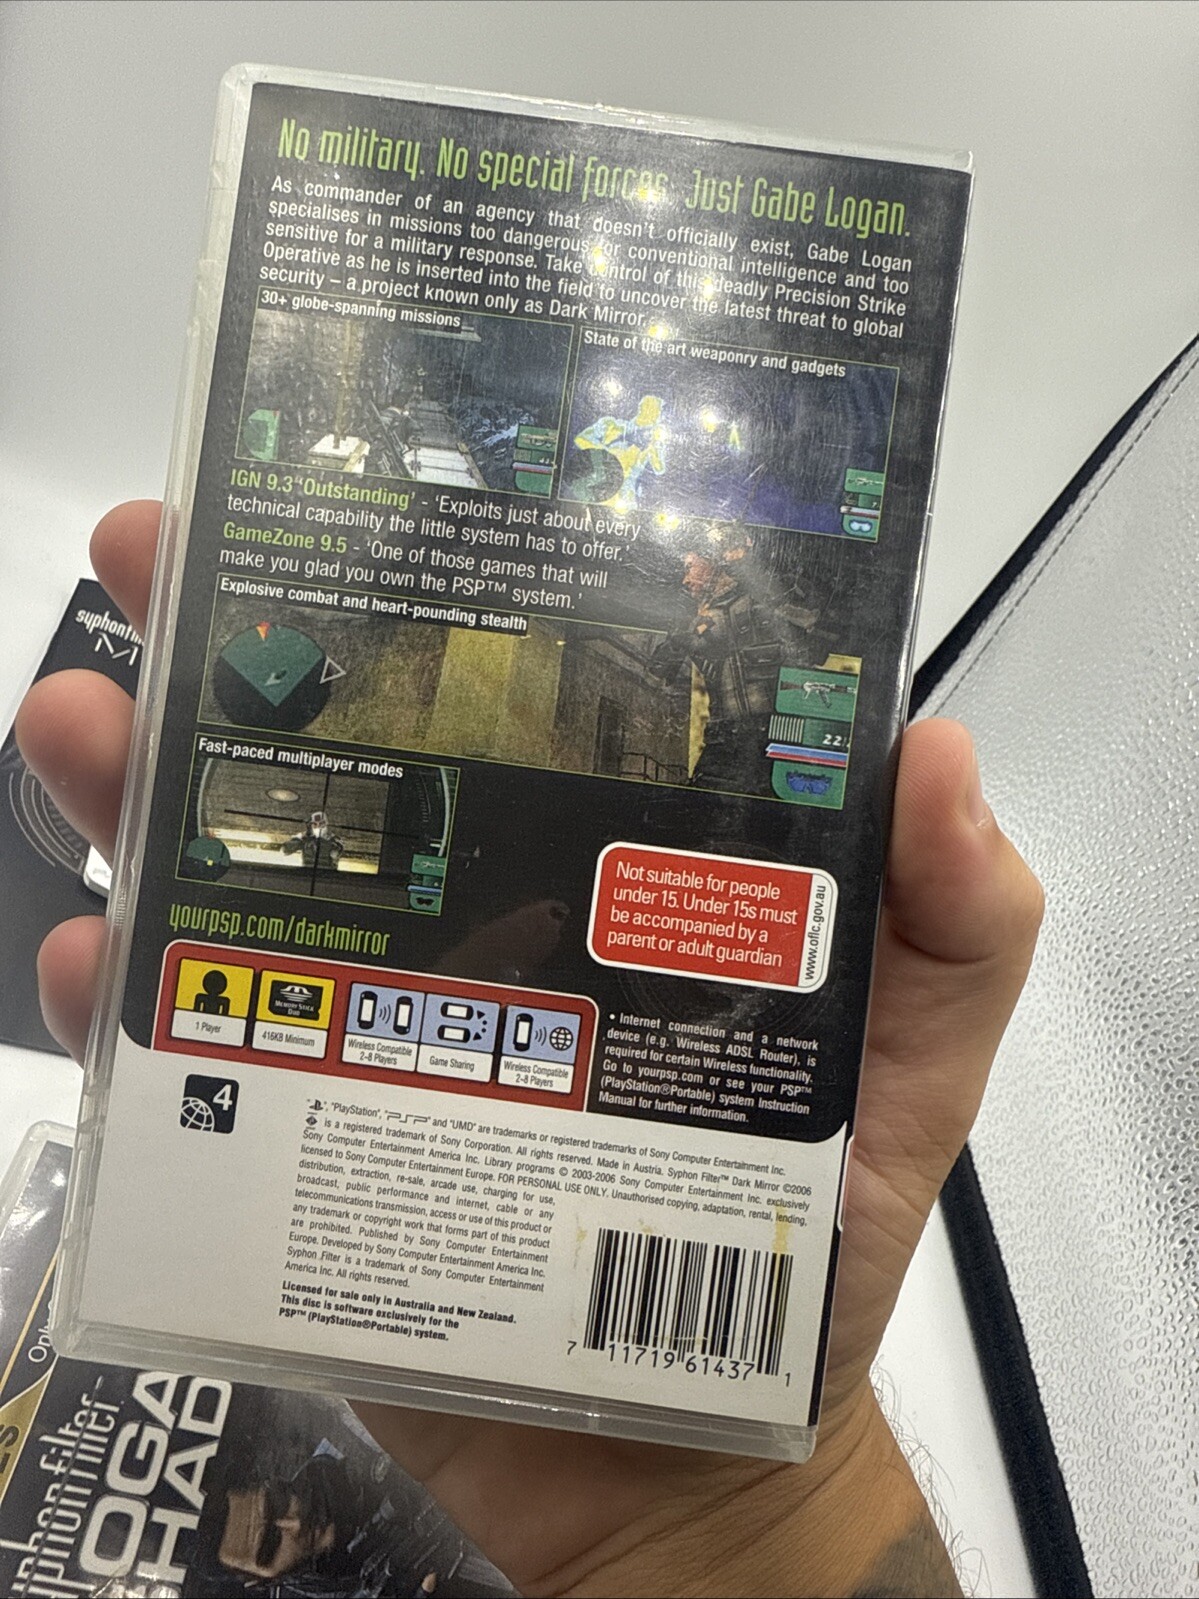 No military. No special forces. Just Gabe Logan.
As commander of an agency that doesn't officially exist, Gabe Logan
specialises in missions too dangerous for conventional intelligence and too
sensitive for a military response. Take control of this deadly Precision Strike
Operative as he is inserted into the field to uncover the latest threat to global
security – a project known only as Dark Mirror.
30+ globe-spanning missions
State of the art weaponry and gadgets
IGN 9.3 'Outstanding' - 'Exploits just about every
technical capability the little system has to offer.'
GameZone 9.5 - 'One of those games that will
make you glad you own the PSP™ system.'
Explosive combat and heart-pounding stealth
22
Fast-paced multiplayer modes
yourpsp.com/darkmirror
Not suitable for people
under 15. Under 15s must
be accompanied by a
parent or adult guardian
www.oflc.gov.au
1 Player
MEMORY STICK
DUO
416KB Minimum
Wireless Compatible
2-8 Players
Game Sharing
Wireless Compatible
2-8 Players
• Internet connection and a network
device (e.g. Wireless ADSL Router), is
required for certain Wireless functionality.
Go to yourpsp.com or see your PSP™
(PlayStation®Portable) system Instruction
Manual for further information.
4
"PlayStation", "PSP" and "UMD" are trademarks or registered trademarks of Sony Computer Entertainment Inc.
is a registered trademark of Sony Corporation. All rights reserved. Made in Austria. Syphon Filter™ Dark Mirror ©2006
Sony Computer Entertainment America Inc. Library programs © 2003-2006 Sony Computer Entertainment Inc. exclusively
licensed to Sony Computer Entertainment Europe. FOR PERSONAL USE ONLY. Unauthorised copying, adaptation, rental, lending,
distribution, extraction, re-sale, arcade use, charging for use,
broadcast, public performance and internet, cable or any
telecommunications transmission, access or use of this product or
any trademark or copyright work that forms part of this product
are prohibited. Published by Sony Computer Entertainment
Europe. Developed by Sony Computer Entertainment America Inc.
Syphon Filter is a trademark of Sony Computer Entertainment
America Inc. All rights reserved.
Licensed for sale only in Australia and New Zealand.
This disc is software exclusively for the
PSP™ (PlayStation®Portable) system.
7 11719 61437 1